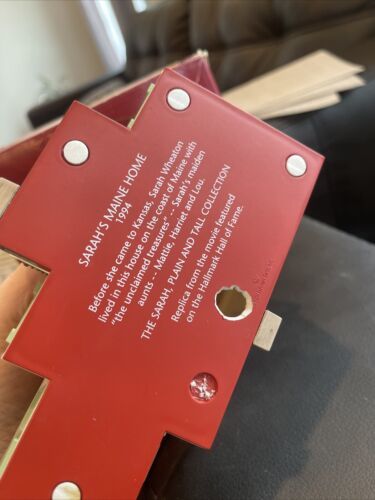 SARAH'S MAINE HOME
1994
Before she came to Kansas, Sarah Wheaton
lived in this house on the coast of Maine with
"the unclaimed treasures" -- Sarah's maiden
aunts -- Mattie, Harriet and Lou.
THE SARAH, PLAIN AND TALL COLLECTION
Replica from the movie featured
on the Hallmark Hall of Fame.